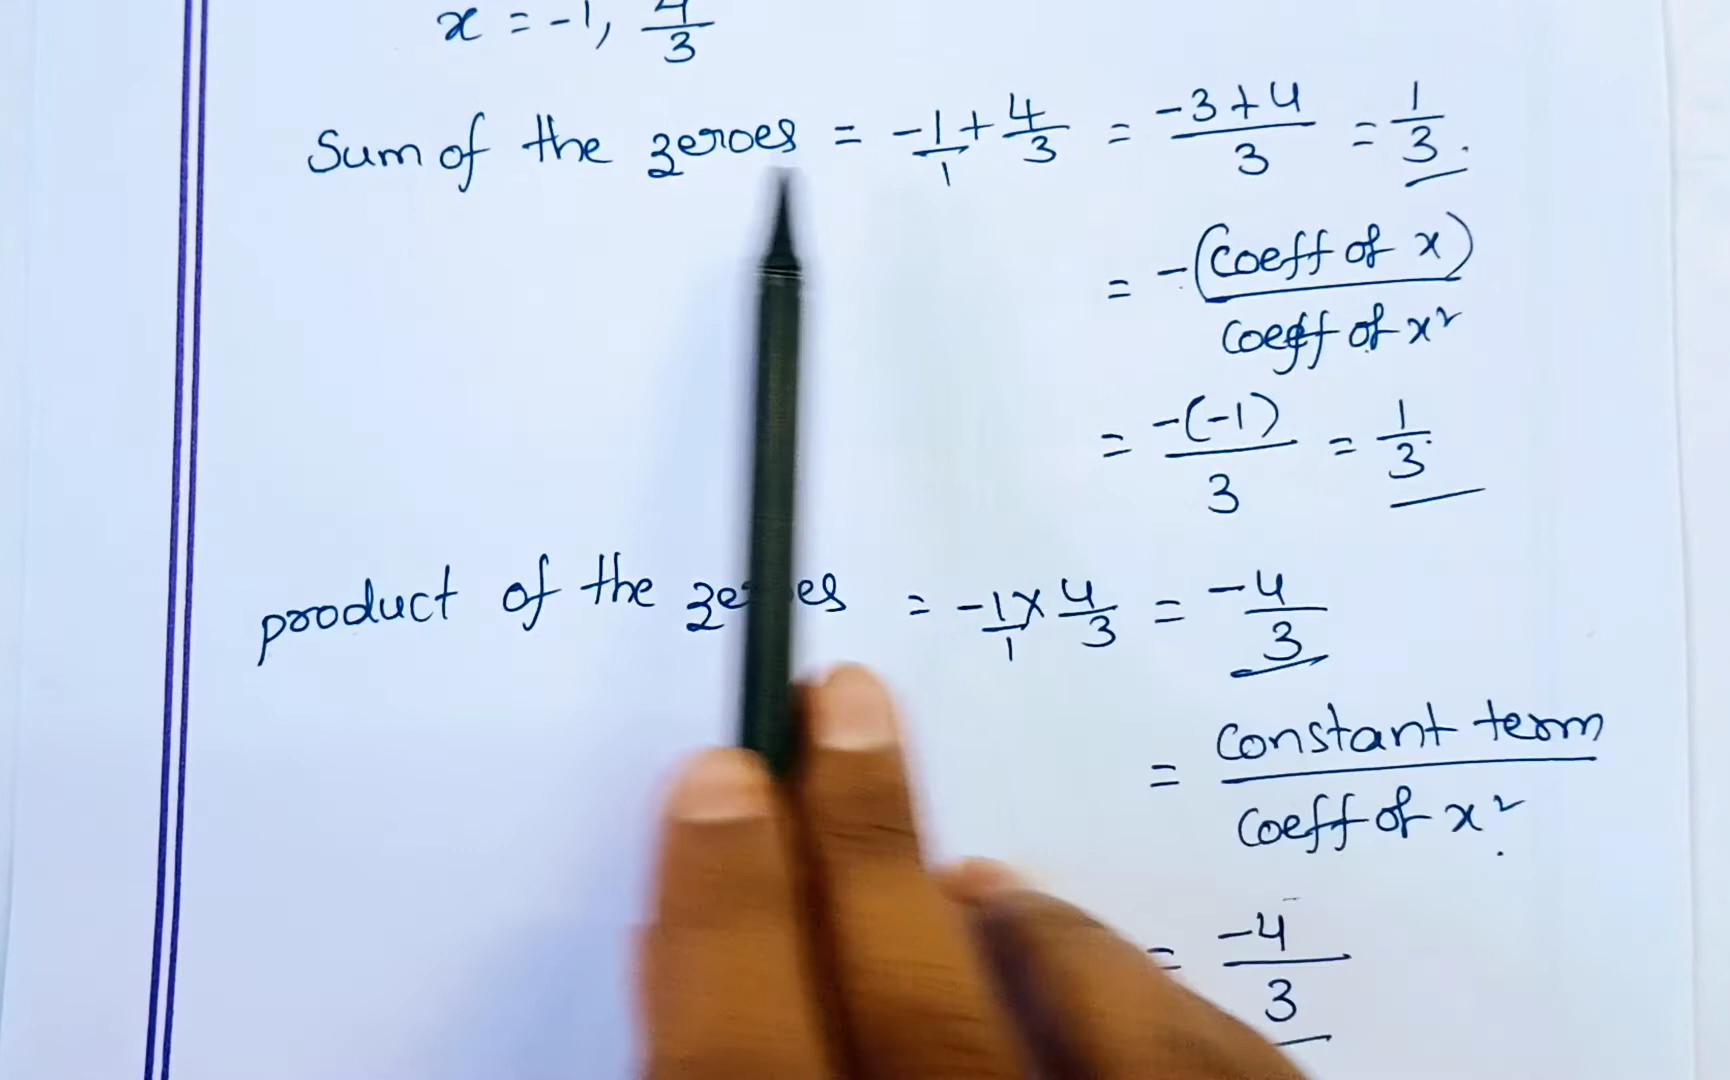 x = -1, 4/3
Sum of the zeroes = -1/1 + 4/3 = -3+4/3 = 1/3.
= -(coeff of x)/coeff of x²
= -(-1)/3 = 1/3
product of the zeroes = -1/1 × 4/3 = -4/3
= constant term/coeff of x²
= -4/3